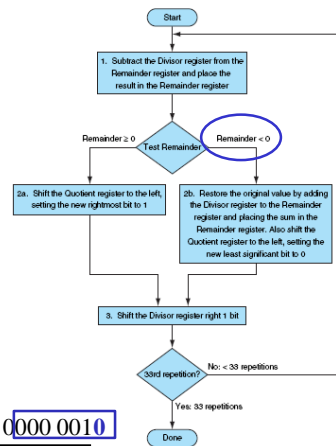 Start
1. Subtract the Divisor register from the
Remainder register and place the
result in the Remainder register
Remainder ≥ 0
Remainder < 0
Test Remainder
2a. Shift the Quotient register to the left,
setting the new rightmost bit to 1
2b. Restore the original value by adding
the Divisor register to the Remainder
register and placing the sum in the
Remainder register. Also shift the
Quotient register to the left, setting the
new least significant bit to 0
3. Shift the Divisor register right 1 bit
33rd repetition?
No: < 33 repetitions
Yes: 33 repetitions
0000 0010
Done